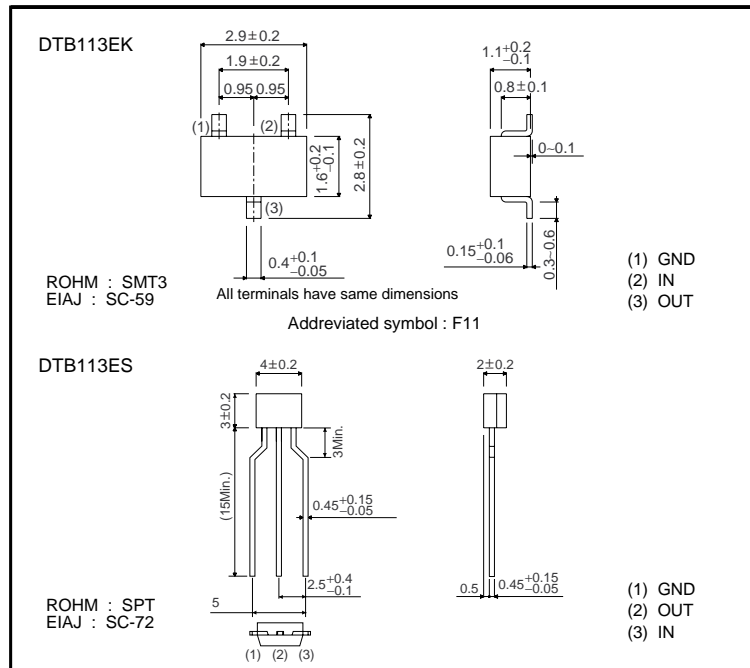 DTB113EK
2.9±0.2
1.9±0.2
0.95 0.95
(1)
(2)
(3)
1.6+0.2 −0.1
2.8±0.2
0.4+0.1 −0.05
1.1+0.2 −0.1
0.8±0.1
0~0.1
0.15+0.1 −0.06
0.3~0.6
ROHM : SMT3
EIAJ : SC-59
All terminals have same dimensions
Addreviated symbol : F11
(1) GND
(2) IN
(3) OUT
DTB113ES
4±0.2
3±0.2
(15Min.)
3Min.
0.45+0.15 −0.05
2.5+0.4 −0.1
5
(1) (2) (3)
2±0.2
0.5
0.45+0.15 −0.05
ROHM : SPT
EIAJ : SC-72
(1) GND
(2) OUT
(3) IN